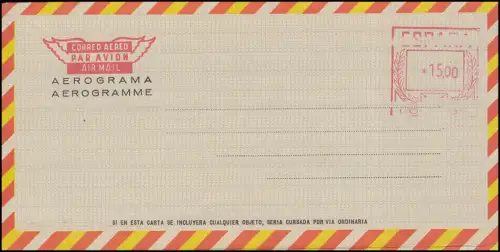 CORREO AEREO
PAR AVION
AIR MAIL
AEROGRAMA
AEROGRAMME
ESPAÑA
*15,00
SI EN ESTA CARTA SE INCLUYERA CUALQUIER OBJETO, SERIA CURSADA POR VIA ORDINARIA